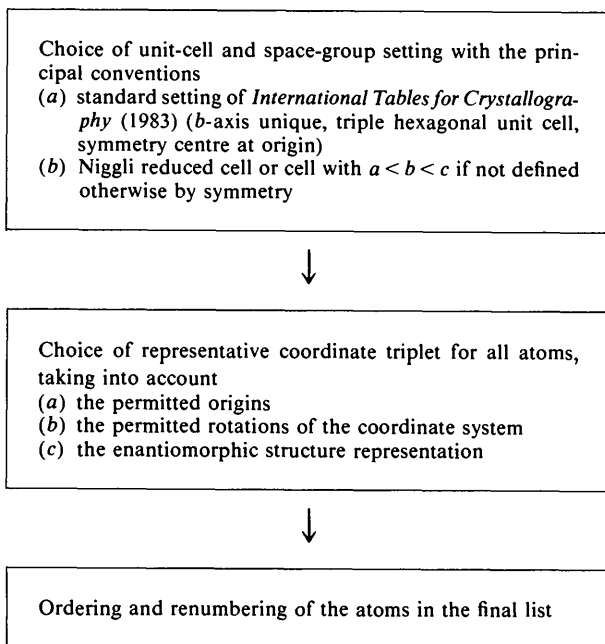 Choice of unit-cell and space-group setting with the prin-
cipal conventions
(a) standard setting of International Tables for Crystallogra-
phy (1983) (b-axis unique, triple hexagonal unit cell,
symmetry centre at origin)
(b) Niggli reduced cell or cell with a < b < c if not defined
otherwise by symmetry
Choice of representative coordinate triplet for all atoms,
taking into account
(a) the permitted origins
(b) the permitted rotations of the coordinate system
(c) the enantiomorphic structure representation
Ordering and renumbering of the atoms in the final list